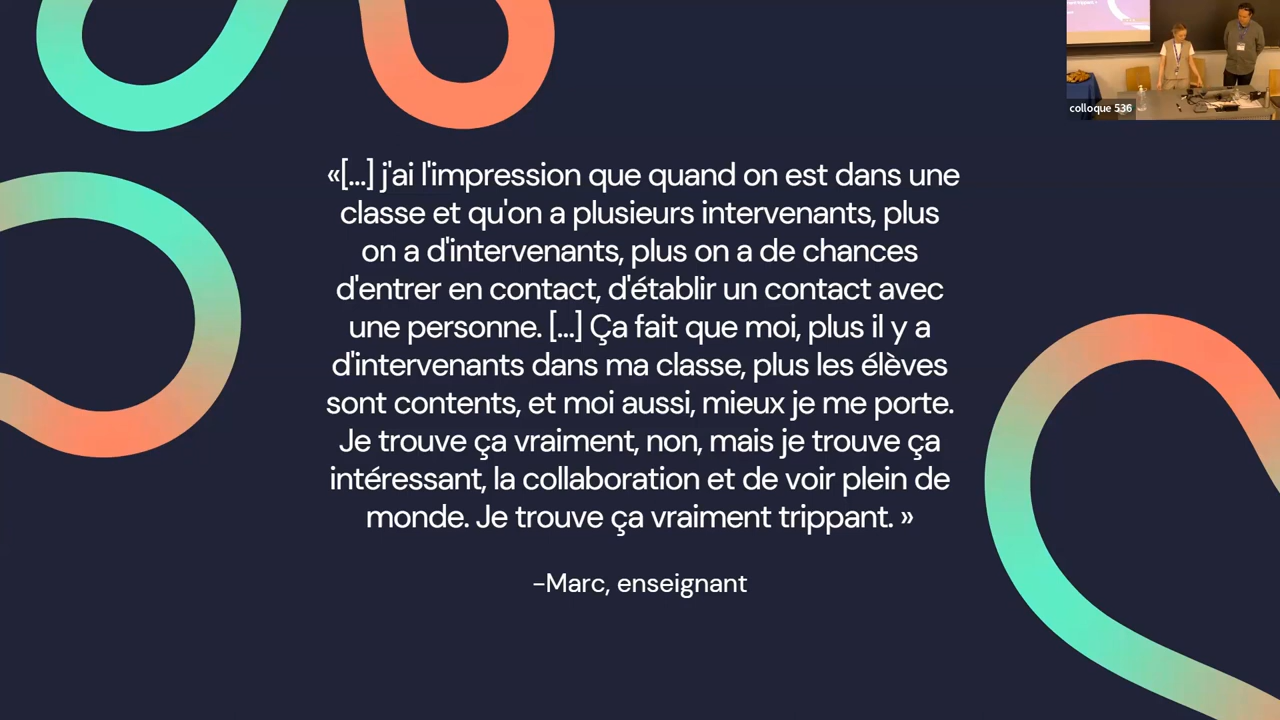 colloque 536
«[...] j'ai l'impression que quand on est dans une
classe et qu'on a plusieurs intervenants, plus
on a d'intervenants, plus on a de chances
d'entrer en contact, d'établir un contact avec
une personne. [...] Ça fait que moi, plus il y a
d'intervenants dans ma classe, plus les élèves
sont contents, et moi aussi, mieux je me porte.
Je trouve ça vraiment, non, mais je trouve ça
intéressant, la collaboration et de voir plein de
monde. Je trouve ça vraiment trippant. »
–Marc, enseignant